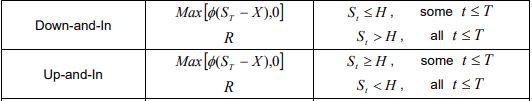 Down-and-In
Max[ϕ(S_T − X),0] S_t ≤ H , some t ≤ T
R S_t > H , all t ≤ T
Up-and-In
Max[ϕ(S_T − X),0] S_t ≥ H , some t ≤ T
R S_t < H , all t ≤ T